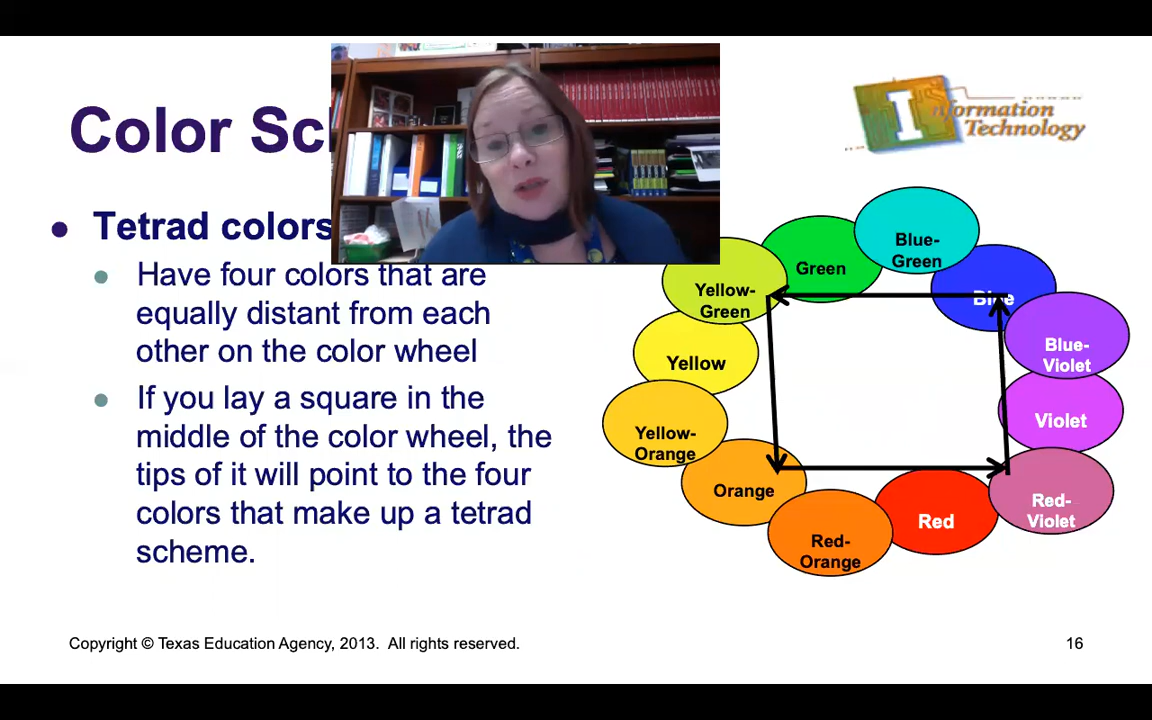 Color Sc
Information
Technology
Tetrad colors
Have four colors that are
equally distant from each
other on the color wheel
If you lay a square in the
middle of the color wheel, the
tips of it will point to the four
colors that make up a tetrad
scheme.
Blue-
Green
Green
Blue
Yellow-
Green
Blue-
Violet
Yellow
Violet
Yellow-
Orange
Orange
Red-
Violet
Red
Red-
Orange
Copyright © Texas Education Agency, 2013. All rights reserved.
16